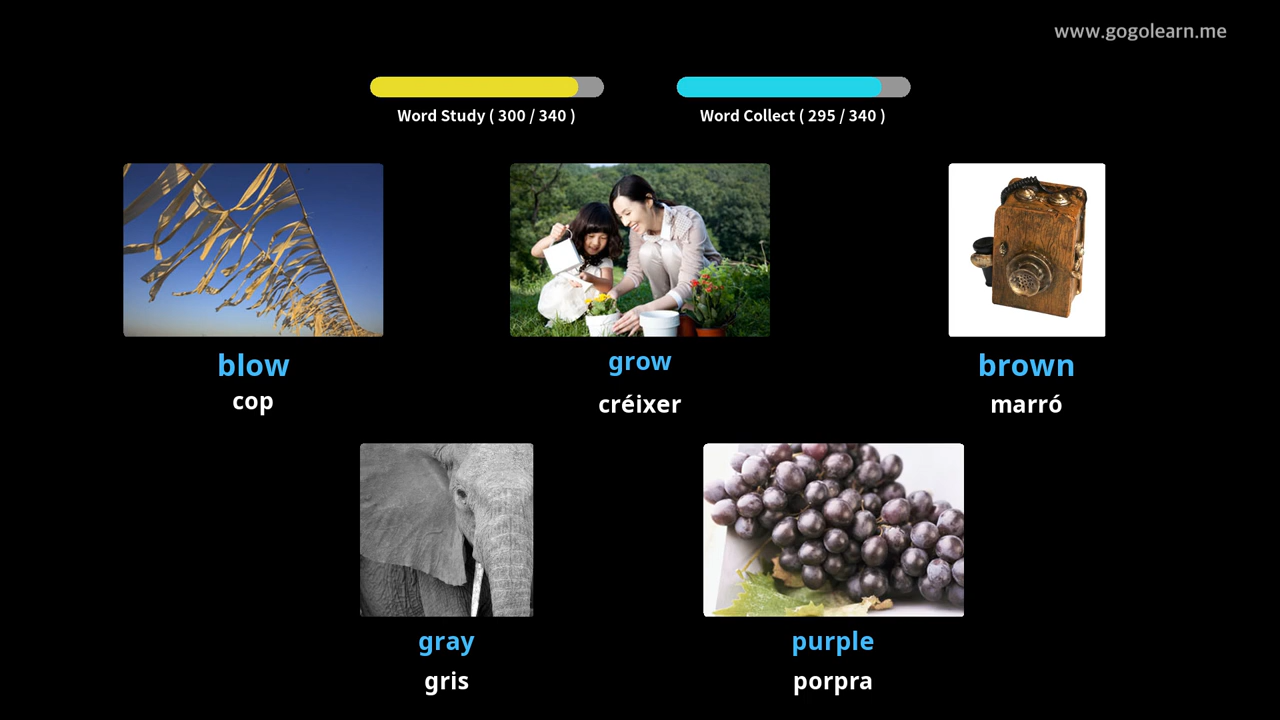 www.gogolearn.me
Word Study ( 300 / 340 )
Word Collect ( 295 / 340 )
blow
cop
grow
créixer
brown
marró
gray
gris
purple
porpra